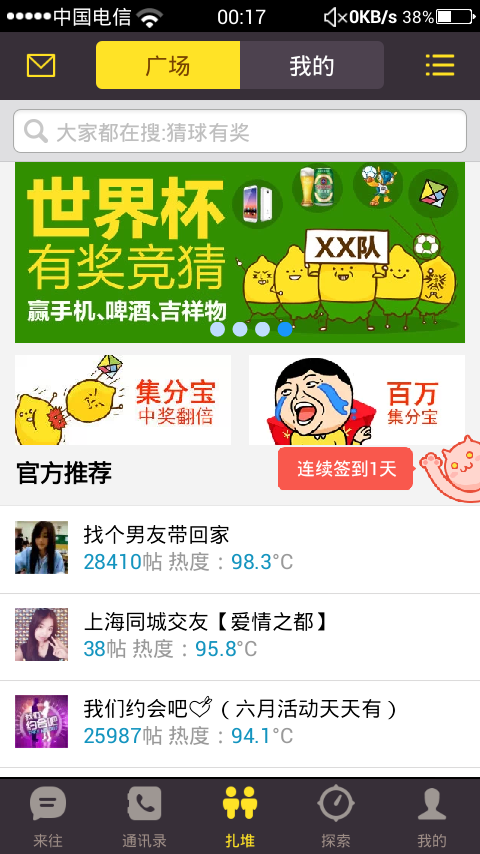 中国电信 00:17 0KB/s 38%
广场 我的
大家都在搜:猜球有奖
世界杯
有奖竞猜
赢手机、啤酒、吉祥物
XX队
集分宝
中奖翻倍
百万
集分宝
官方推荐
连续签到1天
找个男友带回家
28410帖 热度：98.3°C
上海同城交友【爱情之都】
38帖 热度：95.8°C
我们约会吧♡（六月活动天天有）
25987帖 热度：94.1°C
来往 通讯录 扎堆 探索 我的